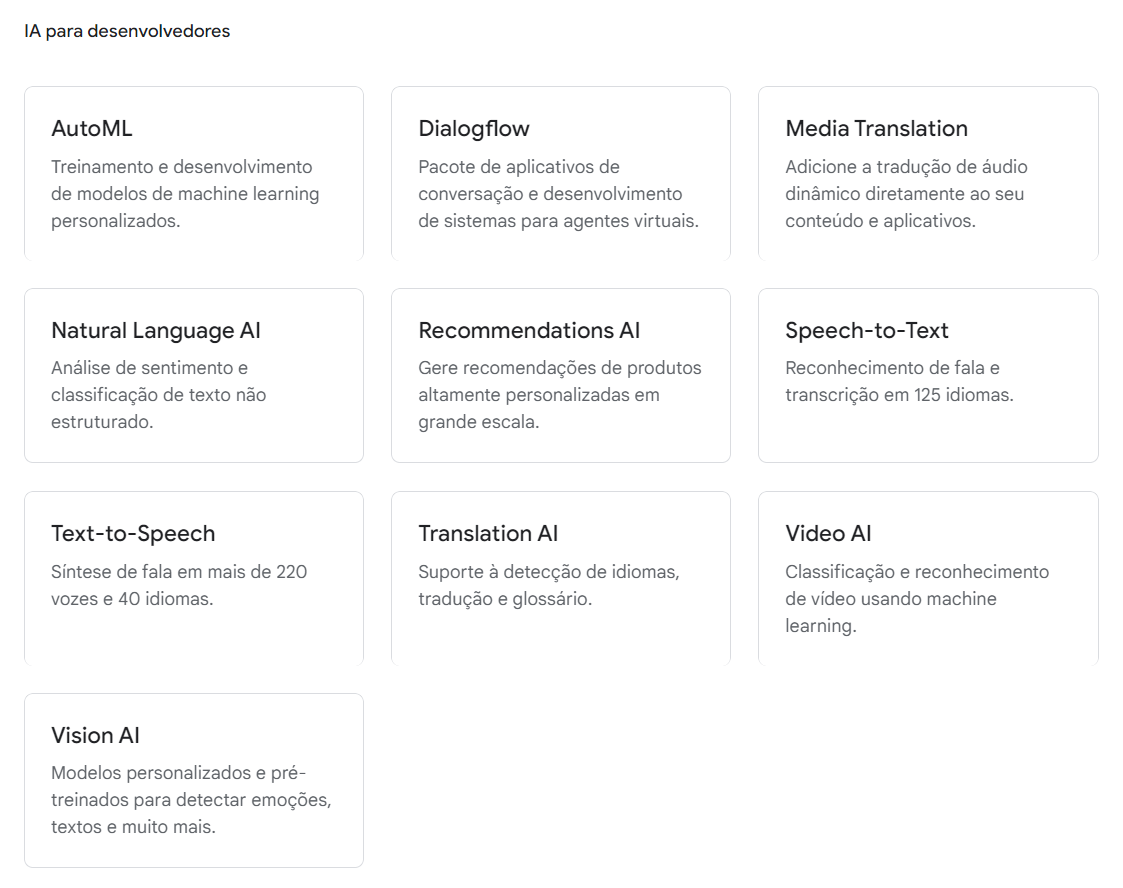 IA para desenvolvedores
AutoML
Treinamento e desenvolvimento
de modelos de machine learning
personalizados.
Dialogflow
Pacote de aplicativos de
conversação e desenvolvimento
de sistemas para agentes virtuais.
Media Translation
Adicione a tradução de áudio
dinâmico diretamente ao seu
conteúdo e aplicativos.
Natural Language AI
Análise de sentimento e
classificação de texto não
estruturado.
Recommendations AI
Gere recomendações de produtos
altamente personalizadas em
grande escala.
Speech-to-Text
Reconhecimento de fala e
transcrição em 125 idiomas.
Text-to-Speech
Síntese de fala em mais de 220
vozes e 40 idiomas.
Translation AI
Suporte à detecção de idiomas,
tradução e glossário.
Video AI
Classificação e reconhecimento
de vídeo usando machine
learning.
Vision AI
Modelos personalizados e pré-
treinados para detectar emoções,
textos e muito mais.